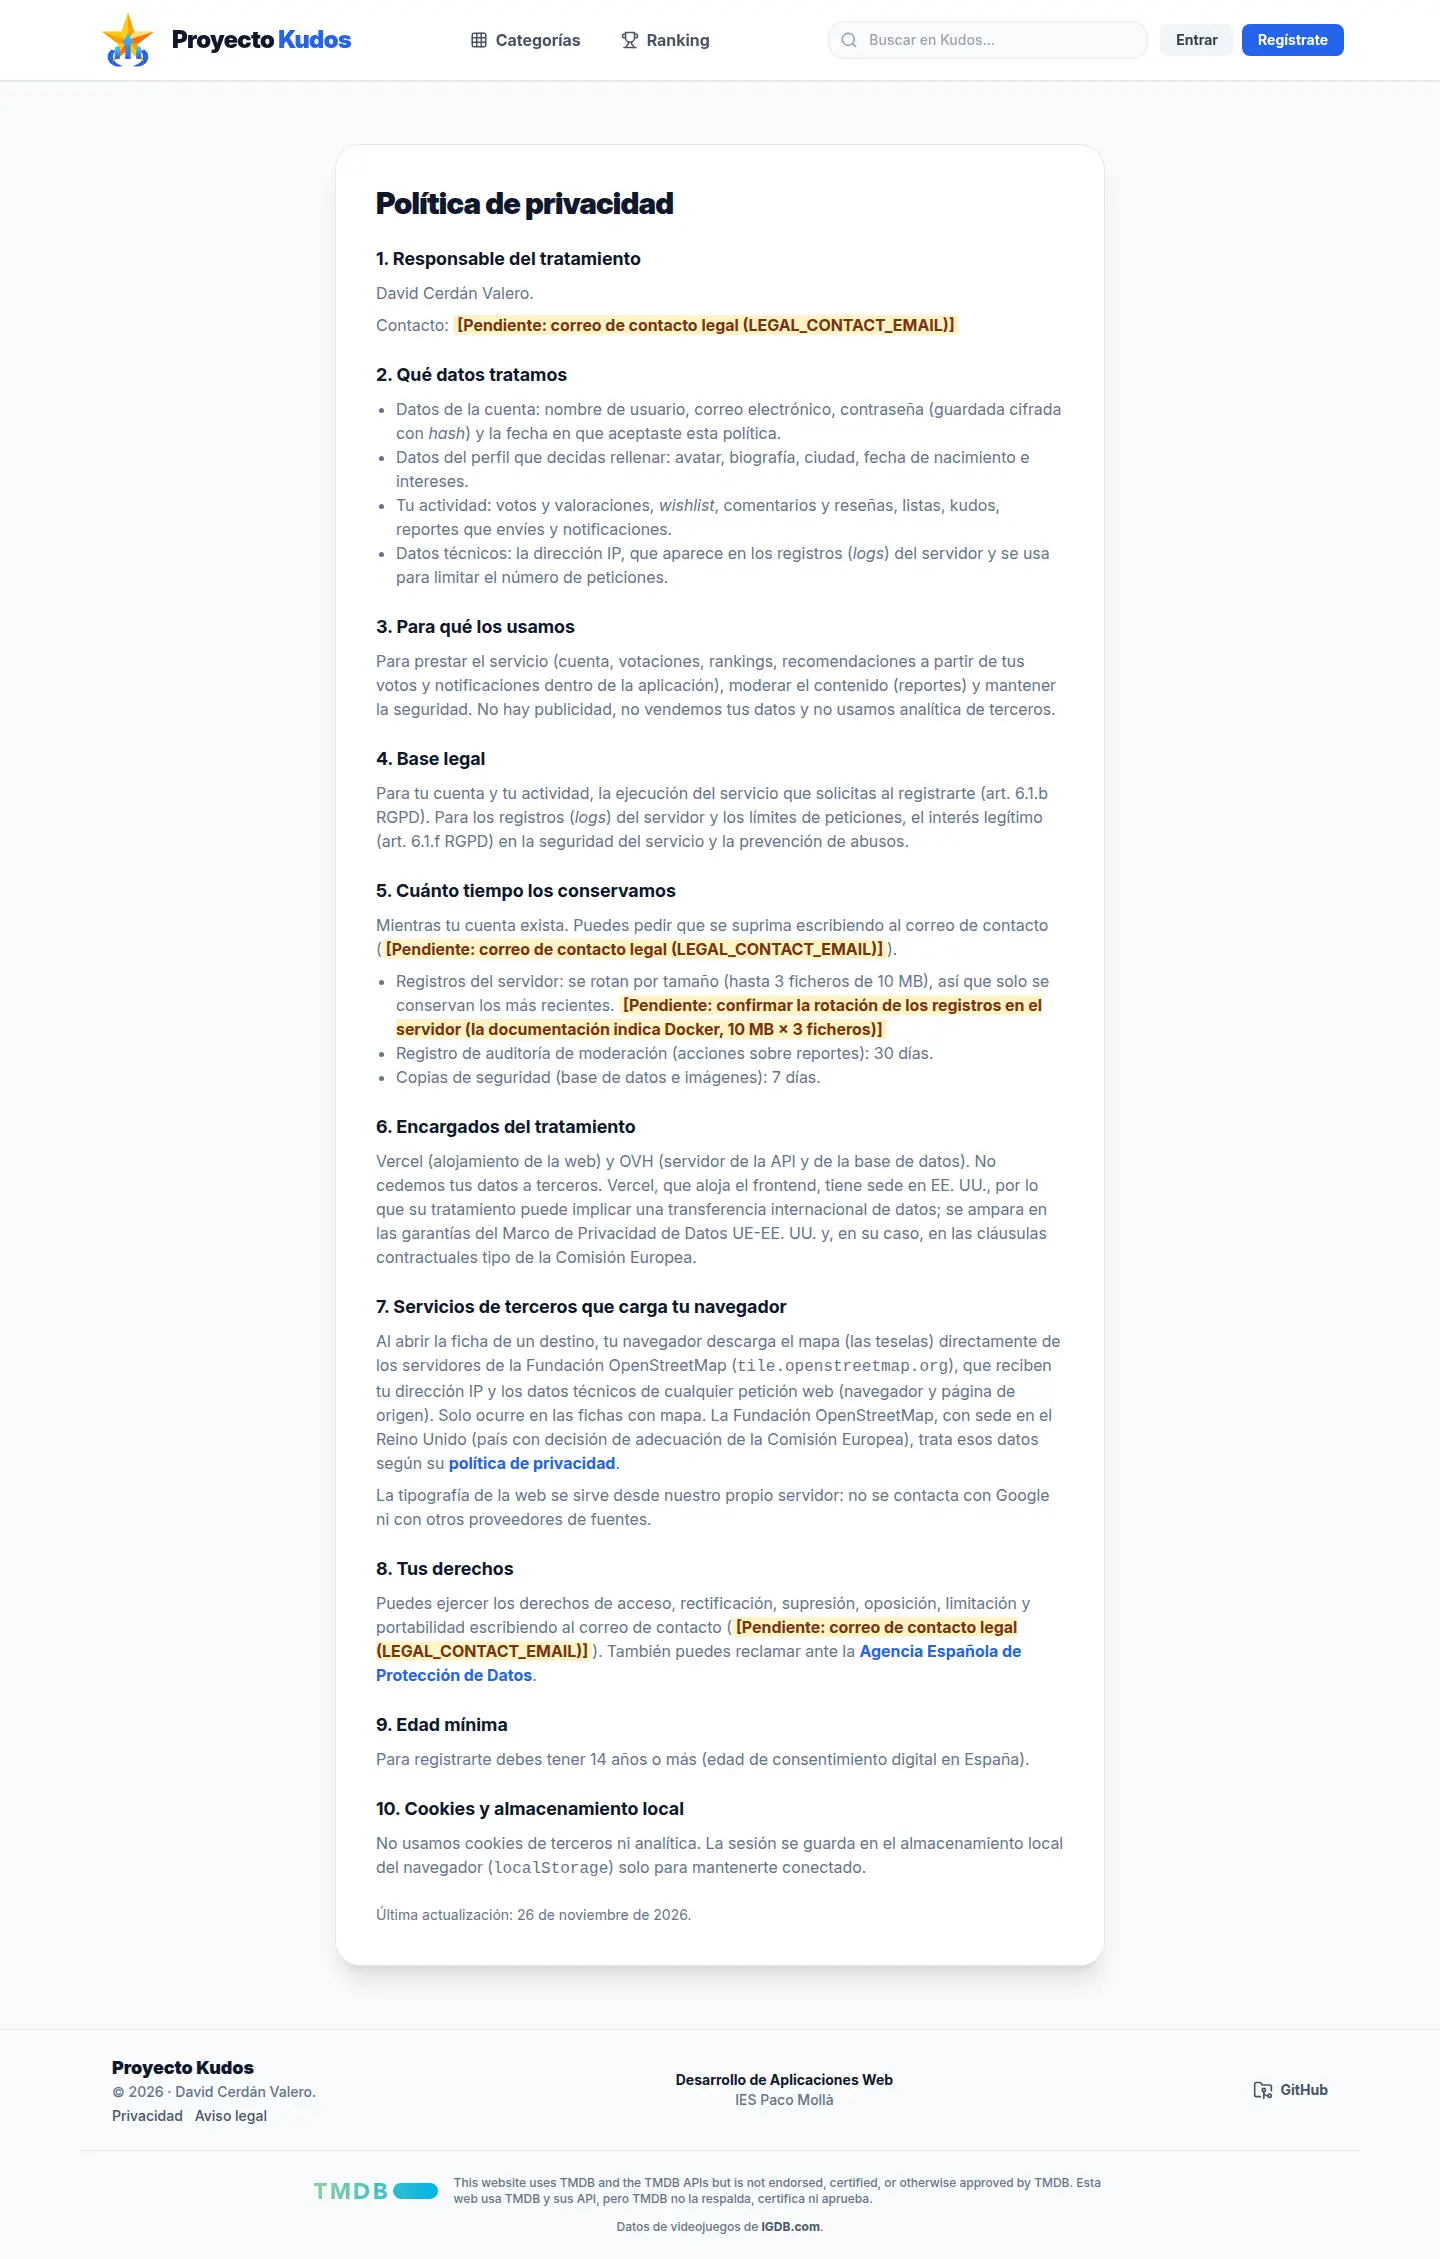 Proyecto Kudos
Categorías
Ranking
Buscar en Kudos...
Entrar
Regístrate
Política de privacidad
1. Responsable del tratamiento
David Cerdán Valero.
Contacto: [Pendiente: correo de contacto legal (LEGAL_CONTACT_EMAIL)]
2. Qué datos tratamos
• Datos de la cuenta: nombre de usuario, correo electrónico, contraseña (guardada cifrada
con hash) y la fecha en que aceptaste esta política.
• Datos del perfil que decidas rellenar: avatar, biografía, ciudad, fecha de nacimiento e
intereses.
• Tu actividad: votos y valoraciones, wishlist, comentarios y reseñas, listas, kudos,
reportes que envíes y notificaciones.
• Datos técnicos: la dirección IP, que aparece en los registros (logs) del servidor y se usa
para limitar el número de peticiones.
3. Para qué los usamos
Para prestar el servicio (cuenta, votaciones, rankings, recomendaciones a partir de tus
votos y notificaciones dentro de la aplicación), moderar el contenido (reportes) y mantener
la seguridad. No hay publicidad, no vendemos tus datos y no usamos analítica de terceros.
4. Base legal
Para tu cuenta y tu actividad, la ejecución del servicio que solicitas al registrarte (art. 6.1.b
RGPD). Para los registros (logs) del servidor y los límites de peticiones, el interés legítimo
(art. 6.1.f RGPD) en la seguridad del servicio y la prevención de abusos.
5. Cuánto tiempo los conservamos
Mientras tu cuenta exista. Puedes pedir que se suprima escribiendo al correo de contacto
( [Pendiente: correo de contacto legal (LEGAL_CONTACT_EMAIL)] ).
• Registros del servidor: se rotan por tamaño (hasta 3 ficheros de 10 MB), así que solo se
conservan los más recientes. [Pendiente: confirmar la rotación de los registros en el
servidor (la documentación indica Docker, 10 MB × 3 ficheros)]
• Registro de auditoría de moderación (acciones sobre reportes): 30 días.
• Copias de seguridad (base de datos e imágenes): 7 días.
6. Encargados del tratamiento
Vercel (alojamiento de la web) y OVH (servidor de la API y de la base de datos). No
cedemos tus datos a terceros. Vercel, que aloja el frontend, tiene sede en EE. UU., por lo
que su tratamiento puede implicar una transferencia internacional de datos; se ampara en
las garantías del Marco de Privacidad de Datos UE-EE. UU. y, en su caso, en las cláusulas
contractuales tipo de la Comisión Europea.
7. Servicios de terceros que carga tu navegador
Al abrir la ficha de un destino, tu navegador descarga el mapa (las teselas) directamente de
los servidores de la Fundación OpenStreetMap (tile.openstreetmap.org), que reciben
tu dirección IP y los datos técnicos de cualquier petición web (navegador y página de
origen). Solo ocurre en las fichas con mapa. La Fundación OpenStreetMap, con sede en el
Reino Unido (país con decisión de adecuación de la Comisión Europea), trata esos datos
según su política de privacidad.
La tipografía de la web se sirve desde nuestro propio servidor: no se contacta con Google
ni con otros proveedores de fuentes.
8. Tus derechos
Puedes ejercer los derechos de acceso, rectificación, supresión, oposición, limitación y
portabilidad escribiendo al correo de contacto ( [Pendiente: correo de contacto legal
(LEGAL_CONTACT_EMAIL)] ). También puedes reclamar ante la Agencia Española de
Protección de Datos.
9. Edad mínima
Para registrarte debes tener 14 años o más (edad de consentimiento digital en España).
10. Cookies y almacenamiento local
No usamos cookies de terceros ni analítica. La sesión se guarda en el almacenamiento local
del navegador (localStorage) solo para mantenerte conectado.
Última actualización: 26 de noviembre de 2026.
Proyecto Kudos
© 2026 · David Cerdán Valero.
Privacidad Aviso legal
Desarrollo de Aplicaciones Web
IES Paco Mollà
GitHub
TMDB
This website uses TMDB and the TMDB APIs but is not endorsed, certified, or otherwise approved by TMDB. Esta
web usa TMDB y sus API, pero TMDB no la respalda, certifica ni aprueba.
Datos de videojuegos de IGDB.com.